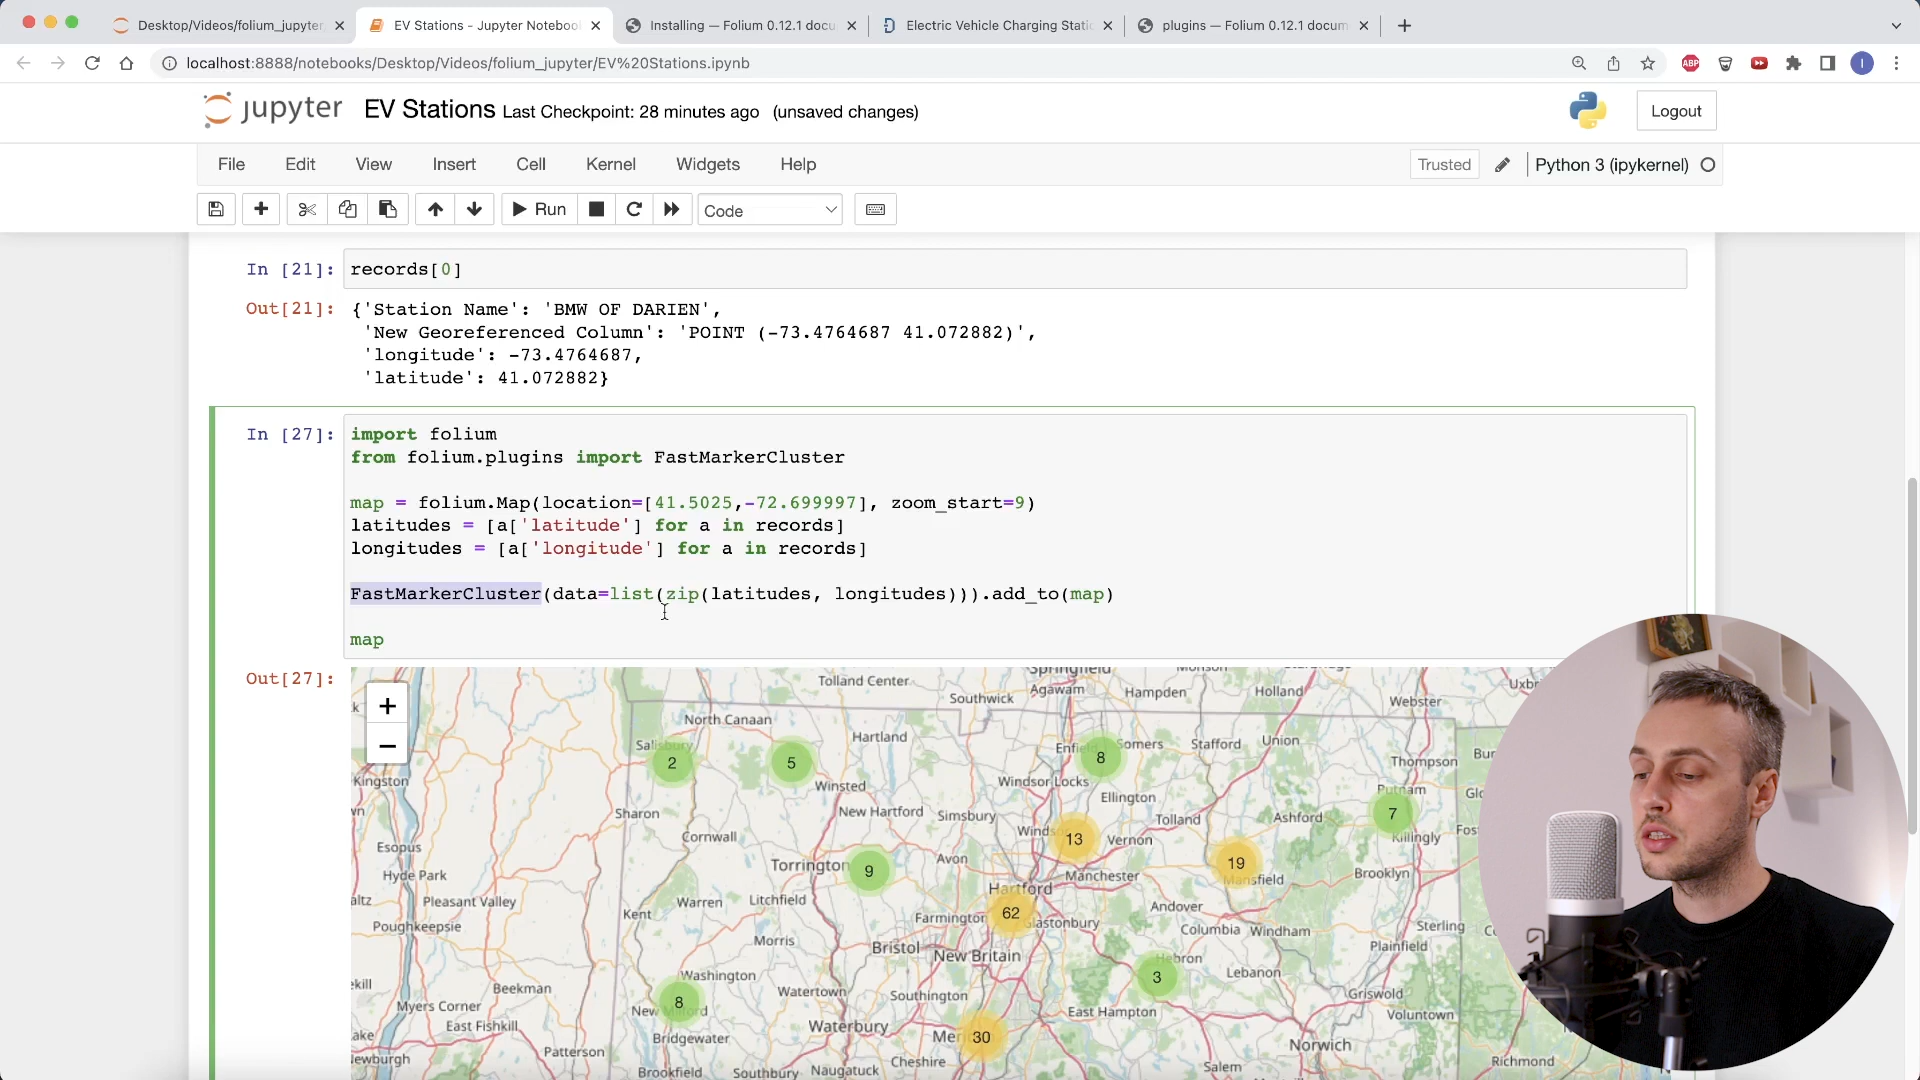 Desktop/Videos/folium_jupyter
EV Stations - Jupyter Noteboo
Installing — Folium 0.12.1 docu
Electric Vehicle Charging Stati
plugins — Folium 0.12.1 docum
localhost:8888/notebooks/Desktop/Videos/folium_jupyter/EV%20Stations.ipynb
ABP
I
jupyter EV Stations Last Checkpoint: 28 minutes ago (unsaved changes)
Logout
File Edit View Insert Cell Kernel Widgets Help
Trusted
Python 3 (ipykernel)
Run
Code
In [21]: records[0]
Out[21]: {'Station Name': 'BMW OF DARIEN',
'New Georeferenced Column': 'POINT (-73.4764687 41.072882)',
'longitude': -73.4764687,
'latitude': 41.072882}
In [27]: import folium
from folium.plugins import FastMarkerCluster
map = folium.Map(location=[41.5025,-72.699997], zoom_start=9)
latitudes = [a['latitude'] for a in records]
longitudes = [a['longitude'] for a in records]
FastMarkerCluster(data=list(zip(latitudes, longitudes))).add_to(map)
map
Out[27]:
+
−
Springfield
Tolland Center
Agawam
Monson
Southwick
Hampden
Holland
Webster
Uxbr
North Canaan
Hartland
Salisbury
2
5
Enfield
8
Somers
Stafford
Union
Thompson
Kingston
Winsted
Windsor Locks
Ellington
Putnam
7
Sharon
New Hartford
Simsbury
Tolland
Ashford
Killingly
Esopus
Cornwall
13
Vernon
Hyde Park
Torrington
9
Avon
19
Mansfield
Manchester
Brooklyn
Hartford
Pleasant Valley
Warren
Litchfield
62
Andover
Kent
Farmington
Glastonbury
Columbia
Windham
Sterling
Poughkeepsie
Morris
Bristol
Plainfield
New Britain
Hebron
3
Washington
Lebanon
Beekman
8
Watertown
Southington
Griswold
Myers Corner
New Milford
East Hampton
Voluntown
East Fishkill
Waterbury
30
Bridgewater
Norwich
Patterson
Cheshire
Newburgh
Brookfield
Southbury
Naugatuck
Salem
Richmond